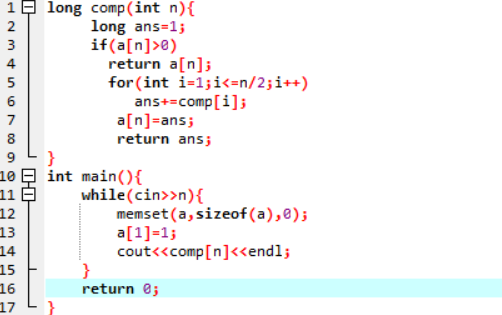 1 long comp(int n){
2 long ans=1;
3 if(a[n]>0)
4 return a[n];
5 for(int i=1;i<=n/2;i++)
6 ans+=comp[i];
7 a[n]=ans;
8 return ans;
9 }
10 int main(){
11 while(cin>>n){
12 memset(a,sizeof(a),0);
13 a[1]=1;
14 cout<<comp[n]<<endl;
15 }
16 return 0;
17 }